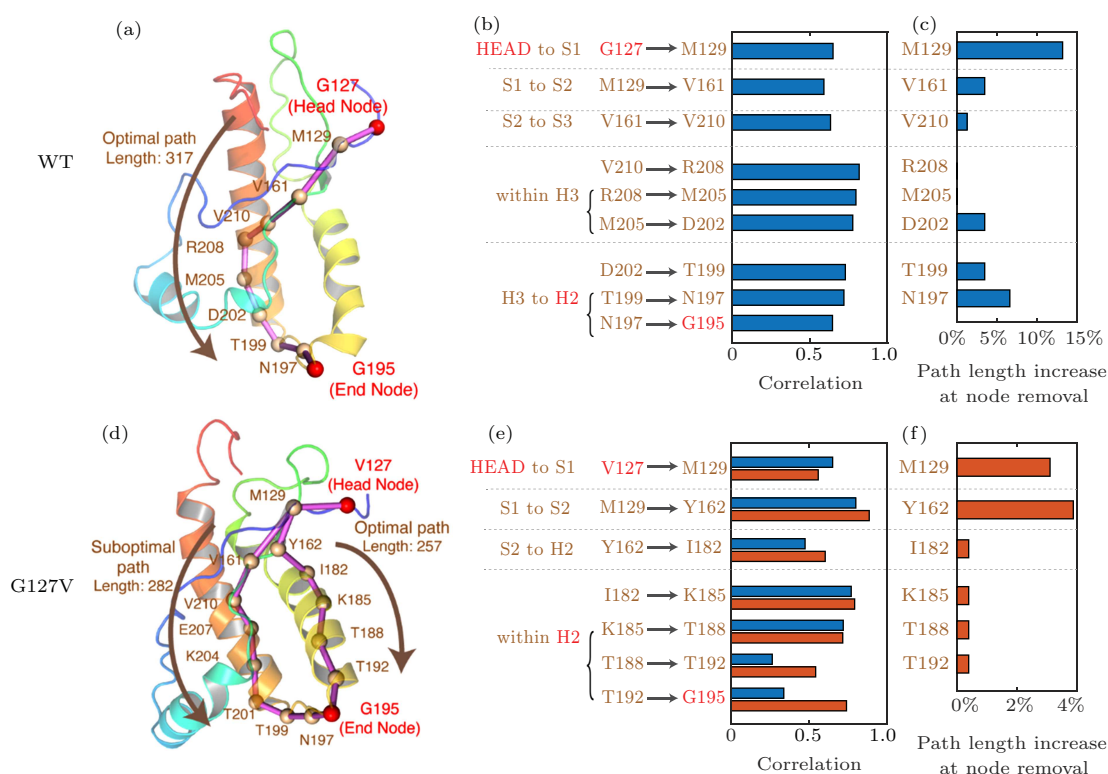 (a)
G127
(Head Node)
M129
Optimal path
Length: 317
WT
V161
V210
R208
M205
D202
T199
N197
G195
(End Node)
(b)
HEAD to S1 G127 M129
S1 to S2 M129 V161
S2 to S3 V161 V210
V210 R208
within H3 R208 M205
M205 D202
D202 T199
H3 to H2 T199 N197
N197 G195
0 0.5 1.0
Correlation
(c)
M129
V161
V210
R208
M205
D202
T199
N197
0% 5% 10% 15%
Path length increase
at node removal
(d)
V127
(Head Node)
M129
Optimal path
Length: 257
Y162
Suboptimal
path
Length: 282
V161
I182
G127V
K185
V210
E207
T188
K204
T192
T201
T199
N197
G195
(End Node)
(e)
HEAD to S1 V127 M129
S1 to S2 M129 Y162
S2 to H2 Y162 I182
I182 K185
within H2 K185 T188
T188 T192
T192 G195
0 0.5 1.0
Correlation
(f)
M129
Y162
I182
K185
T188
T192
0% 2% 4%
Path length increase
at node removal